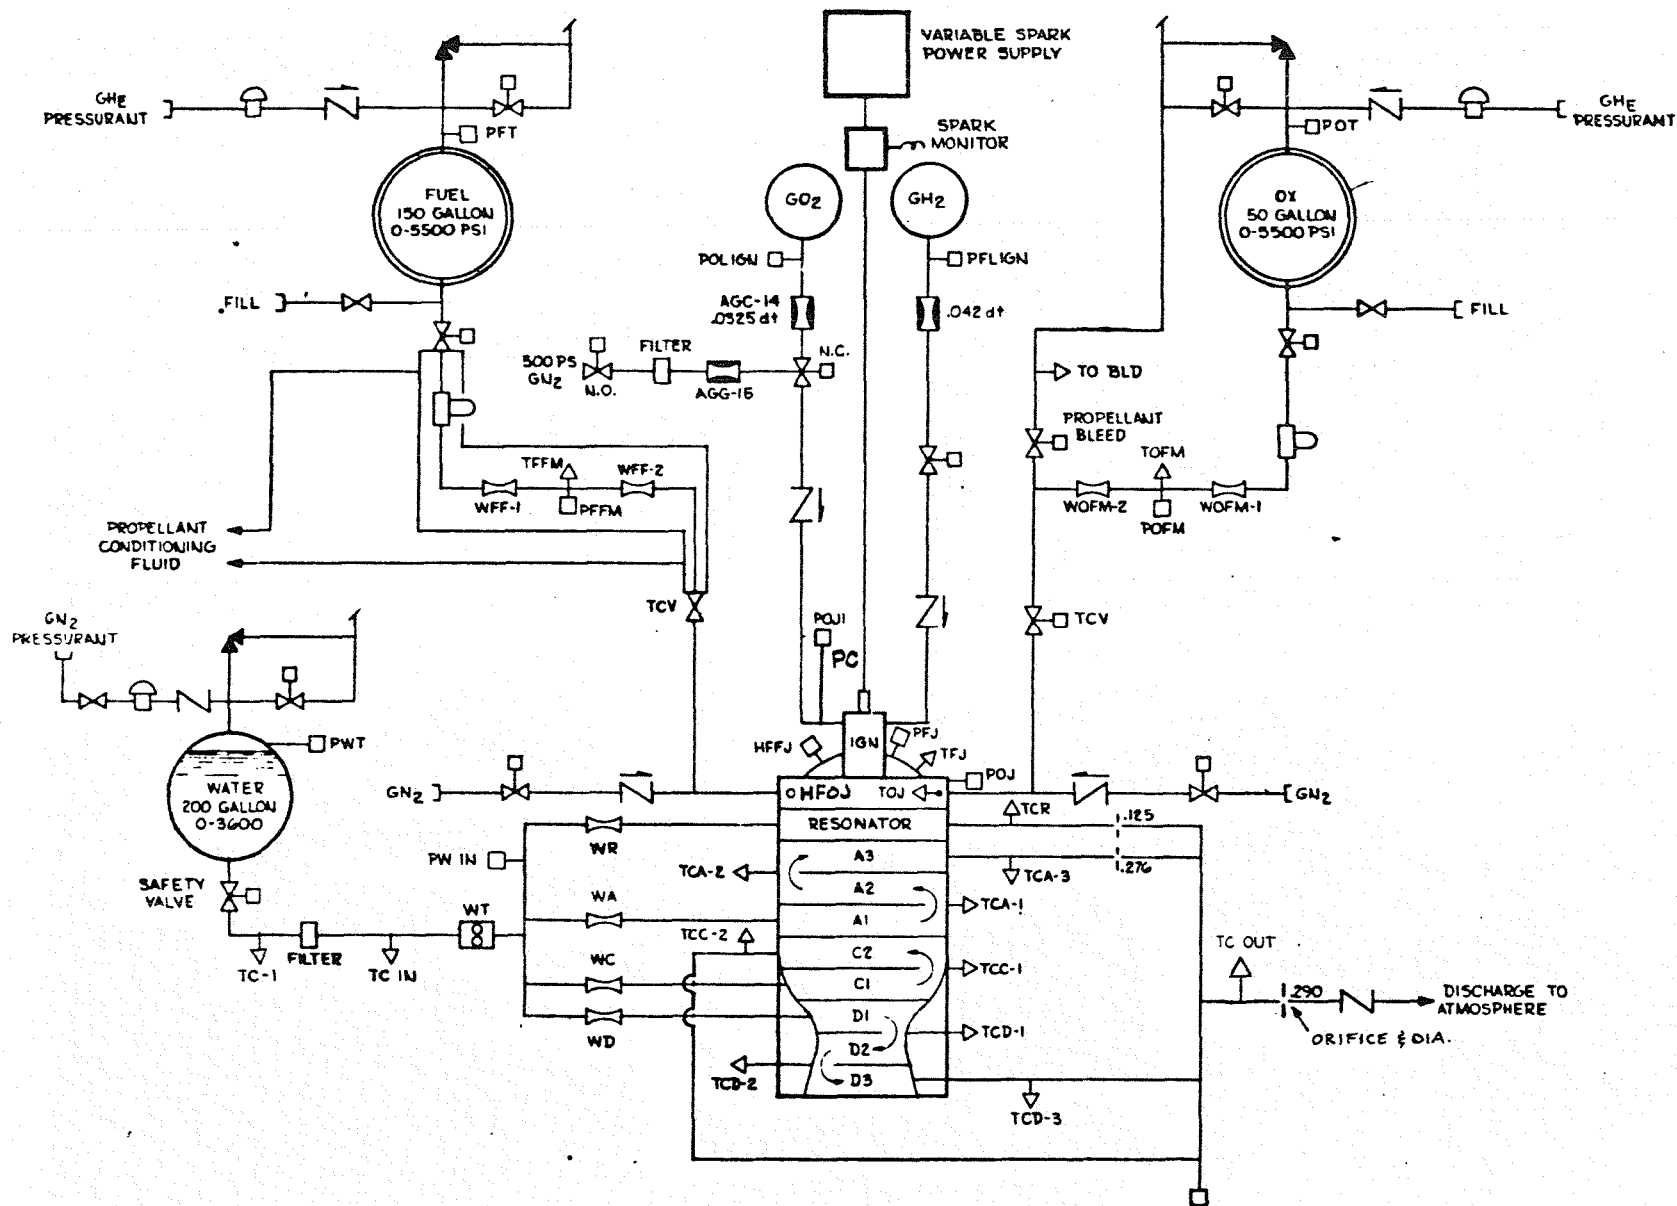 VARIABLE SPARK
POWER SUPPLY
GHE
PRESSURANT
PFT
SPARK
MONITOR
POT
GHE
PRESSURANT
FUEL
150 GALLON
0-5500 PSI
GO2
GH2
OX
50 GALLON
0-5500 PSI
POLIGN
PFLIGN
FILL
AGC-14
.0325 dt
.042 dt
FILL
500 PS
GN2
N.O.
FILTER
AGG-15
N.C.
TO BLD
PROPELLANT
BLEED
TFFM
WFF-2
WFF-1
PFFM
TOFM
WOFM-2
WOFM-1
POFM
PROPELLANT
CONDITIONING
FLUID
TCV
TCV
GN2
PRESSURANT
POJI
PC
PWT
HFFJ
IGN
PFJ
TFJ
POJ
WATER
200 GALLON
0-3600
GN2
HFOJ
TOJ
GN2
TCR
.125
RESONATOR
WR
PW IN
TCA-2
A3
TCA-3
.276
SAFETY
VALVE
WA
A2
TCA-1
A1
WT
TCC-2
TC-1
FILTER
TC IN
WC
C2
TCC-1
C1
TC OUT
.290
DISCHARGE TO
ATMOSPHERE
ORIFICE & DIA.
WD
D1
TCD-1
D2
TCD-2
D3
TCD-3